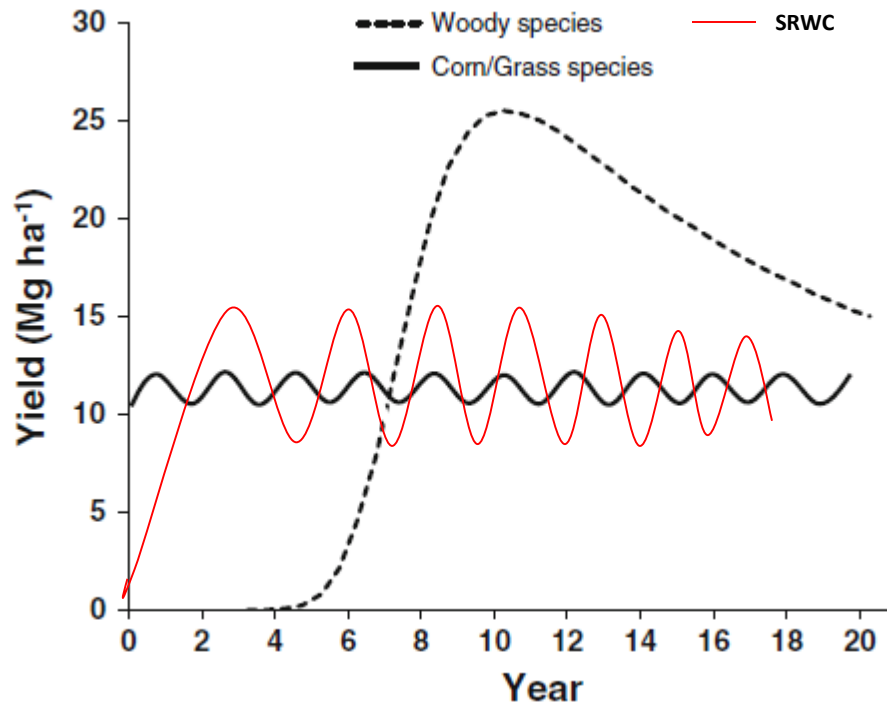 Woody species
SRWC
Corn/Grass species
Yield (Mg ha⁻¹)
30
25
20
15
10
5
0
0 2 4 6 8 10 12 14 16 18 20
Year